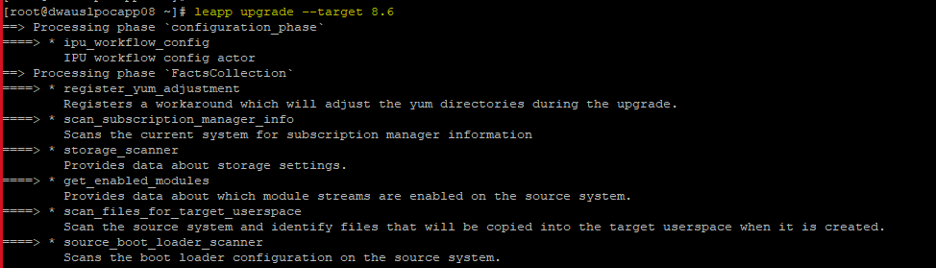 [root@dwauslpocapp08 ~]# leapp upgrade --target 8.6
==> Processing phase `configuration_phase`
====> * ipu_workflow_config
        IPU workflow config actor
==> Processing phase `FactsCollection`
====> * register_yum_adjustment
        Registers a workaround which will adjust the yum directories during the upgrade.
====> * scan_subscription_manager_info
        Scans the current system for subscription manager information
====> * storage_scanner
        Provides data about storage settings.
====> * get_enabled_modules
        Provides data about which module streams are enabled on the source system.
====> * scan_files_for_target_userspace
        Scan the source system and identify files that will be copied into the target userspace when it is created.
====> * source_boot_loader_scanner
        Scans the boot loader configuration on the source system.